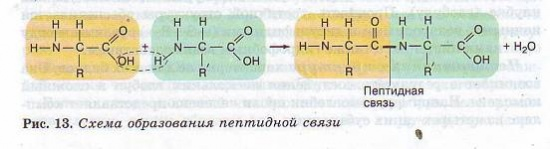 H H O H H O H H O H H O
H—N—C—C + N—C—C → H—N—C—C—N—C—C + H₂O
OH H OH OH
R R R R
Пептидная
связь
Рис. 13. Схема образования пептидной связи